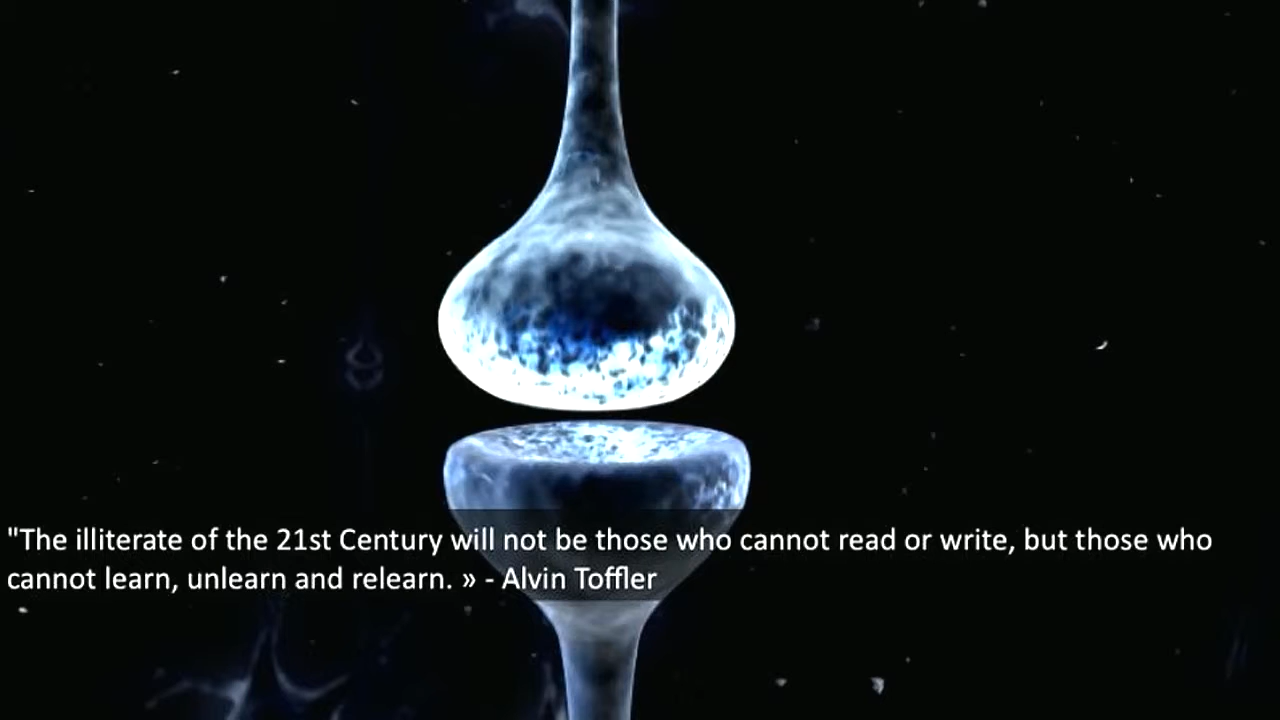 "The illiterate of the 21st Century will not be those who cannot read or write, but those who
cannot learn, unlearn and relearn. » - Alvin Toffler